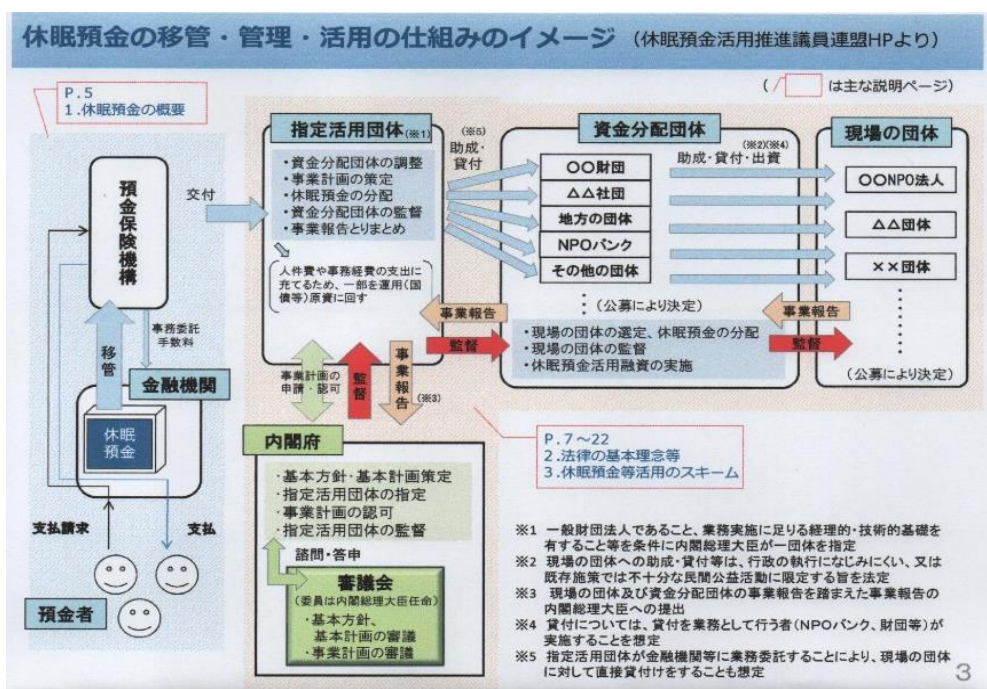 休眠預金の移管・管理・活用の仕組みのイメージ (休眠預金活用推進議員連盟HPより)
( は主な説明ページ)
P.5
1.休眠預金の概要
預金保険機構
交付
事務委託
手数料
移管
金融機関
休眠
預金
支払請求
支払
預金者
指定活用団体(※1)
・資金分配団体の調整
・事業計画の策定
・休眠預金の分配
・資金分配団体の監督
・事業報告とりまとめ
人件費や事務経費の支出に
充てるため、一部を運用(国
債等)原資に回す
(※5)
助成・
貸付
資金分配団体
〇〇財団
△△社団
地方の団体
NPOバンク
その他の団体
(公募により決定)
・現場の団体の選定、休眠預金の分配
・現場の団体の監督
・休眠預金活用融資の実施
(※2)(※4)
助成・貸付・出資
現場の団体
〇〇NPO法人
△△団体
××団体
(公募により決定)
事業報告
監督
事業報告
監督
事業計画の
申請・認可
監督
事業報告
(※3)
内閣府
・基本方針・基本計画策定
・指定活用団体の指定
・事業計画の認可
・指定活用団体の監督
諮問・答申
審議会
(委員は内閣総理大臣任命)
・基本方針、
基本計画の審議
・事業計画の審議
P.7~22
2.法律の基本理念等
3.休眠預金等活用のスキーム
※1 一般財団法人であること、業務実施に足りる経理的・技術的基礎を
有すること等を条件に内閣総理大臣が一団体を指定
※2 現場の団体への助成・貸付等は、行政の執行になじみにくい、又は
既存施策では不十分な民間公益活動に限定する旨を法定
※3 現場の団体及び資金分配団体の事業報告を踏まえた事業報告の
内閣総理大臣への提出
※4 貸付については、貸付を業務として行う者(NPOバンク、財団等)が
実施することを想定
※5 指定活用団体が金融機関等に業務委託することにより、現場の団体
に対して直接貸付けをすることも想定
3